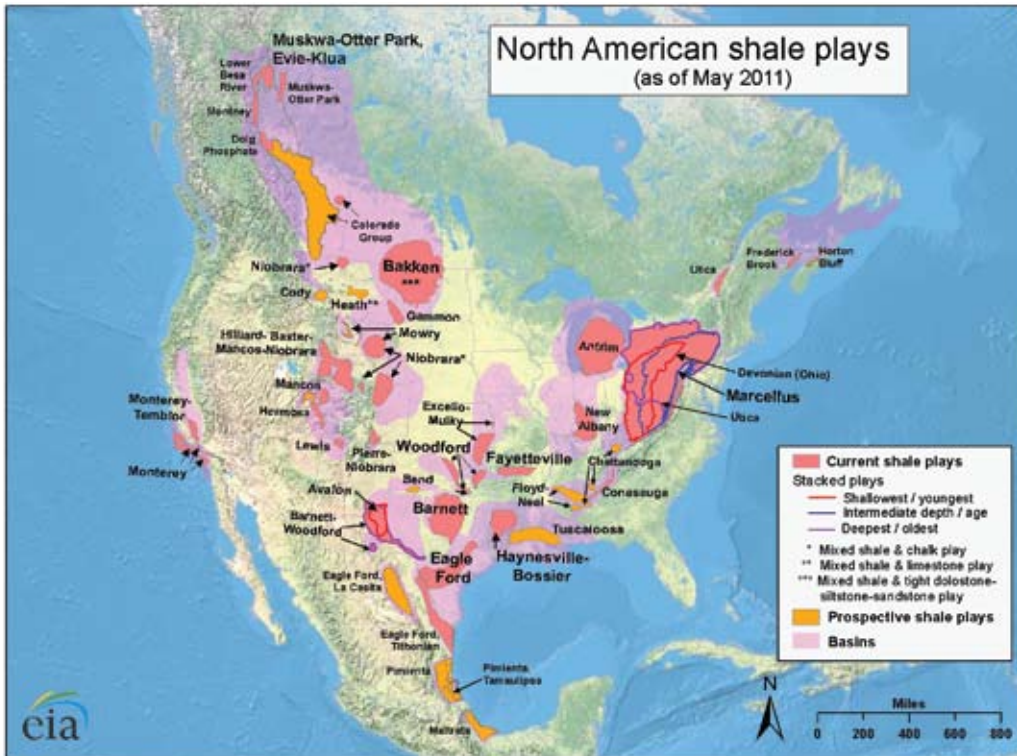 North American shale plays
(as of May 2011)
Muskwa-Otter Park,
Evie-Klua
Lower
Besa
River
Muskwa-
Otter Park
Montney
Doig
Phosphate
Colorado
Group
Niobrara*
Bakken
***
Cody
Heath**
Gammon
Mowry
Hilliard-Baxter-
Mancos-Niobrara
Niobrara*
Mancos
Hermosa
Monterey-
Temblor
Monterey
Lewis
Pierre-
Niobrara
Excello-
Mulky
Woodford
Fayetteville
New
Albany
Antrim
Utica
Frederick
Brook
Horton
Bluff
Devonian (Ohio)
Marcellus
Utica
Chattanooga
Conasauga
Floyd-
Neal
Tuscaloosa
Bend
Avalon
Barnett
Barnett-
Woodford
Eagle
Ford
Haynesville-
Bossier
Eagle Ford,
La Casita
Eagle Ford,
Tithonian
Pimienta
Pimienta
Tamaulipas
Maltrata
Current shale plays
Stacked plays
Shallowest / youngest
Intermediate depth / age
Deepest / oldest
* Mixed shale & chalk play
** Mixed shale & limestone play
*** Mixed shale & tight dolostone-
siltstone-sandstone play
Prospective shale plays
Basins
N
Miles
0 200 400 600 800
eia